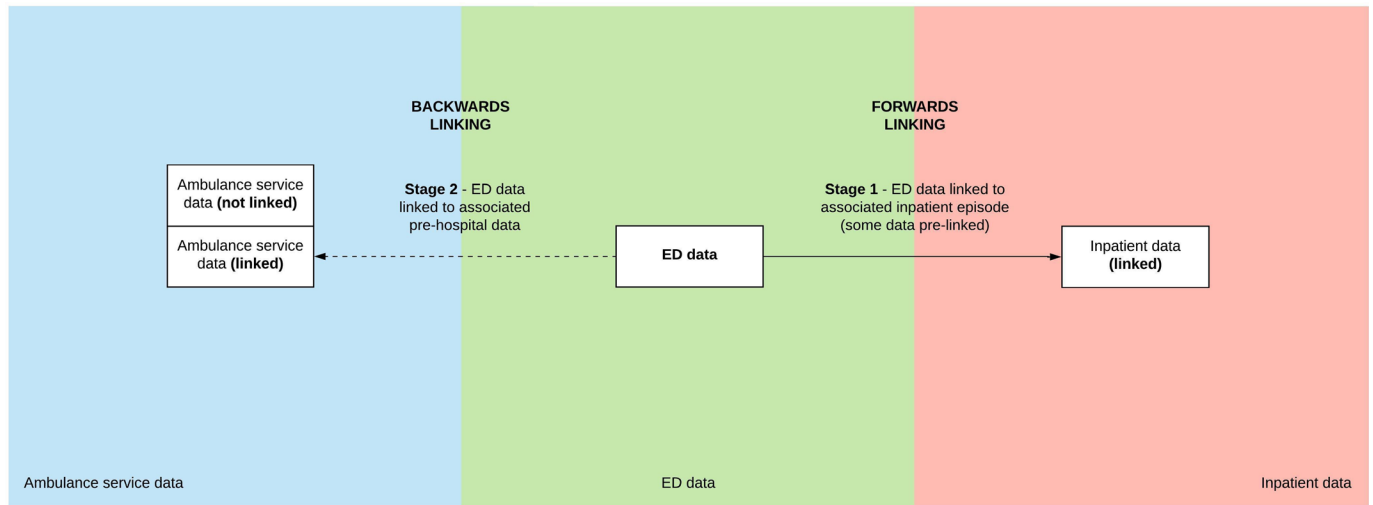 BACKWARDS
LINKING
FORWARDS
LINKING
Ambulance service
data (not linked)
Ambulance service
data (linked)
Stage 2 - ED data
linked to associated
pre-hospital data
ED data
Stage 1 - ED data linked to
associated inpatient episode
(some data pre-linked)
Inpatient data
(linked)
Ambulance service data
ED data
Inpatient data